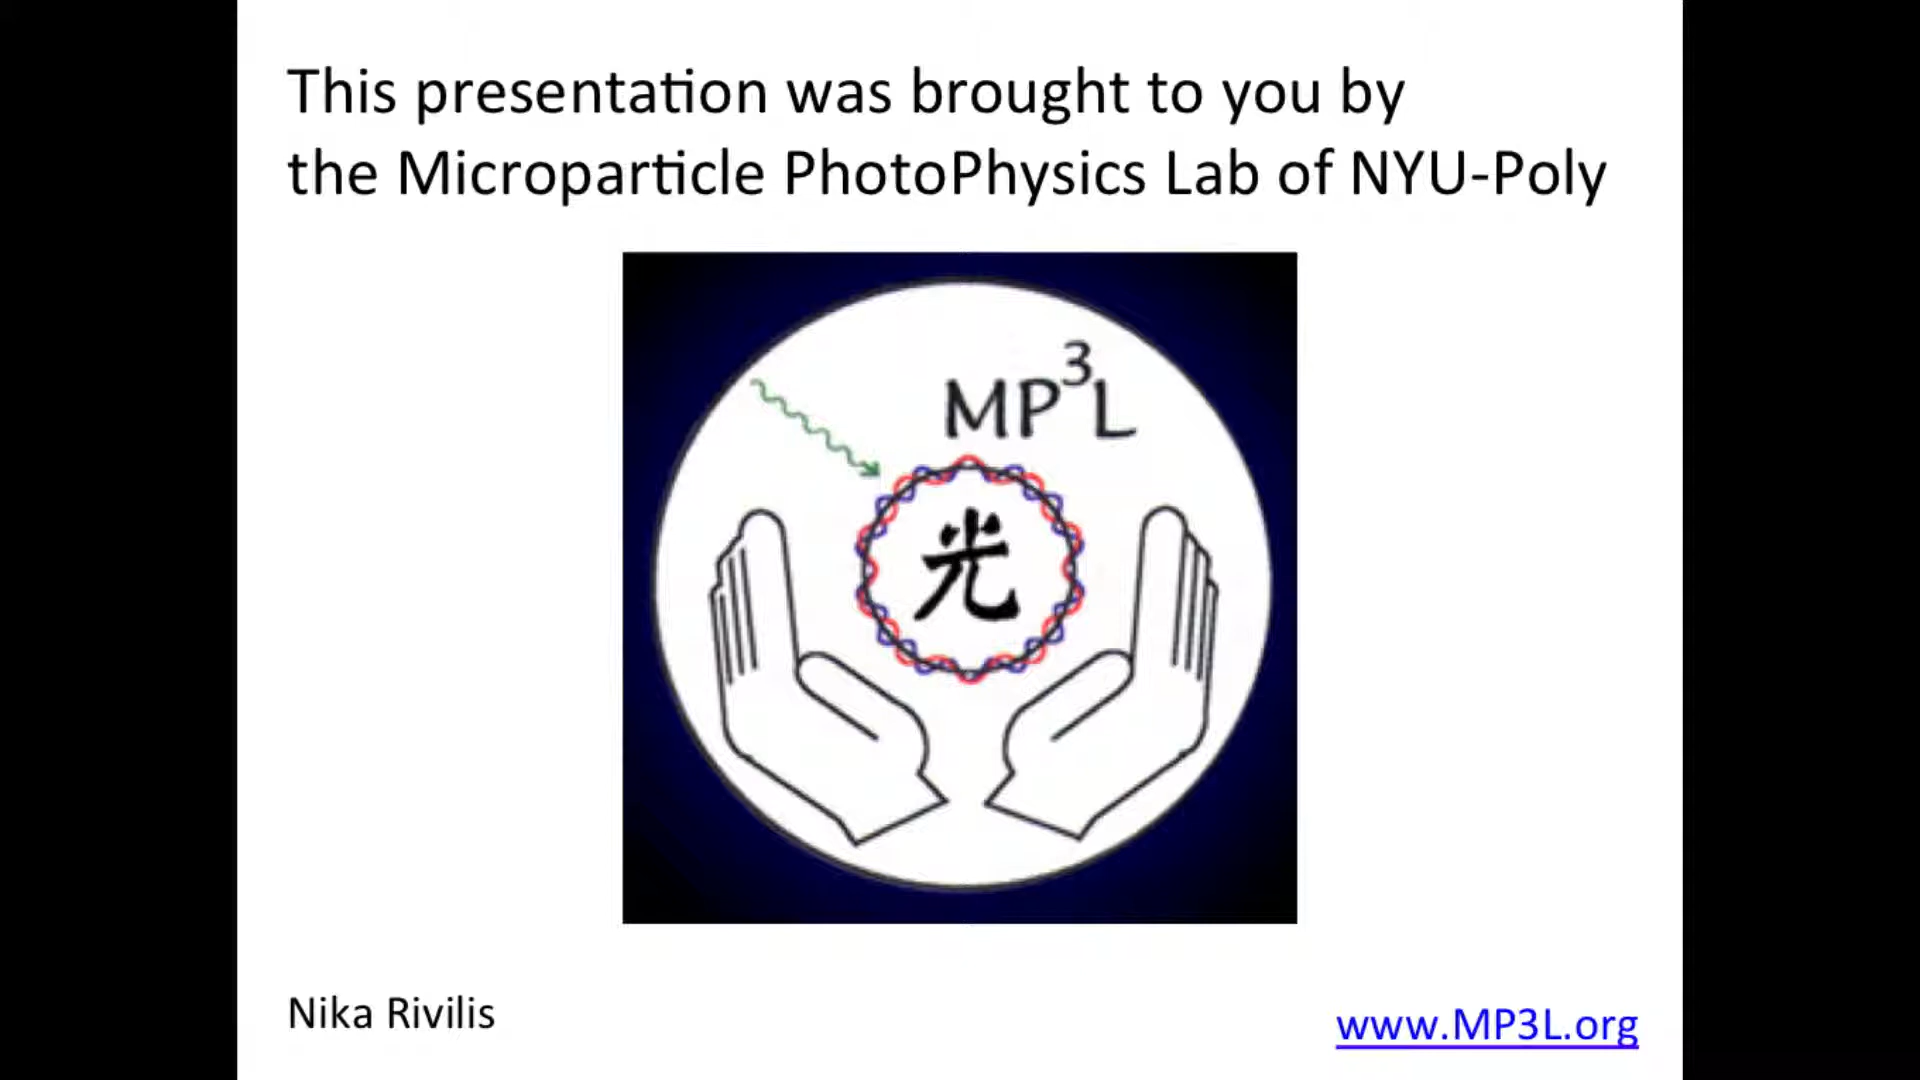 This presentation was brought to you by
the Microparticle PhotoPhysics Lab of NYU-Poly
MP³L
光
Nika Rivilis
www.MP3L.org